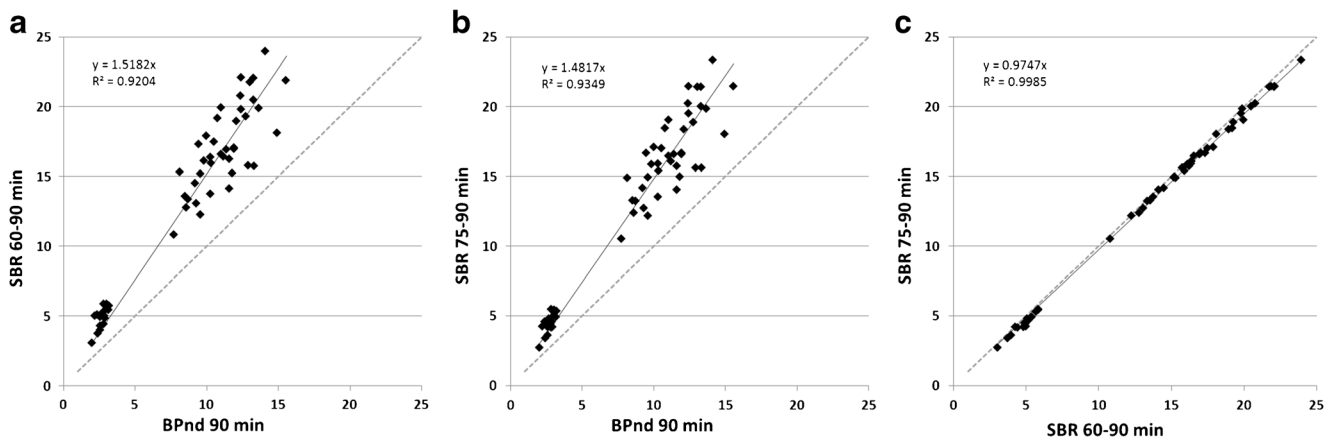 a
y = 1.5182x
R² = 0.9204
SBR 60-90 min
25
20
15
10
5
0
0 5 10 15 20 25
BPnd 90 min
b
y = 1.4817x
R² = 0.9349
SBR 75-90 min
25
20
15
10
5
0
0 5 10 15 20 25
BPnd 90 min
c
y = 0.9747x
R² = 0.9985
SBR 75-90 min
25
20
15
10
5
0
0 5 10 15 20 25
SBR 60-90 min